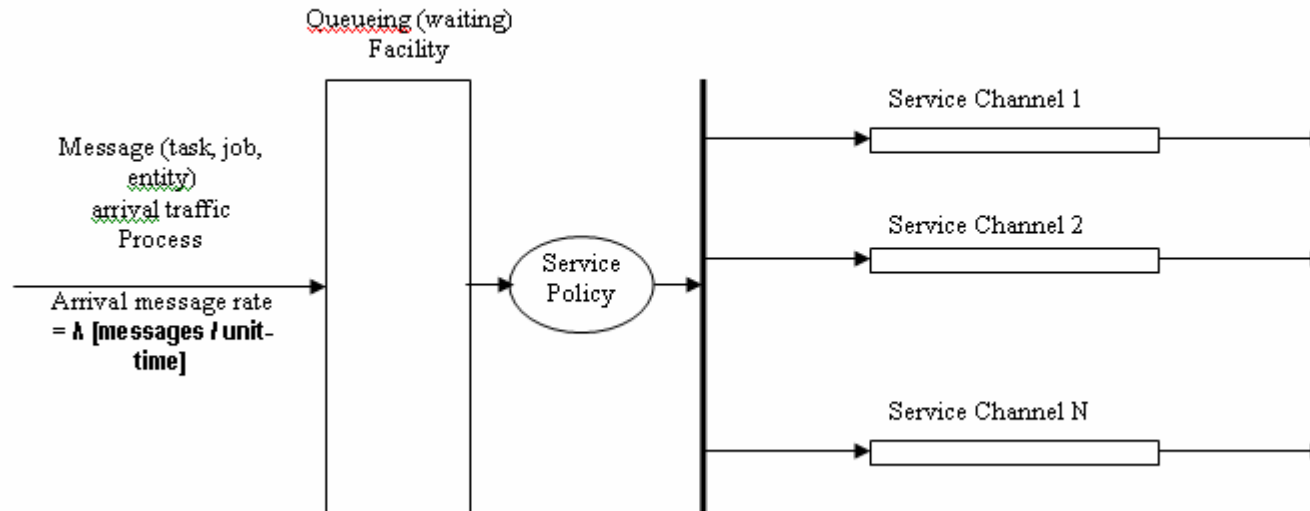 Queueing (waiting)
Facility
Message (task, job,
entity)
arrival traffic
Process
Arrival message rate
= λ [messages / unit-
time]
Service
Policy
Service Channel 1
Service Channel 2
Service Channel N